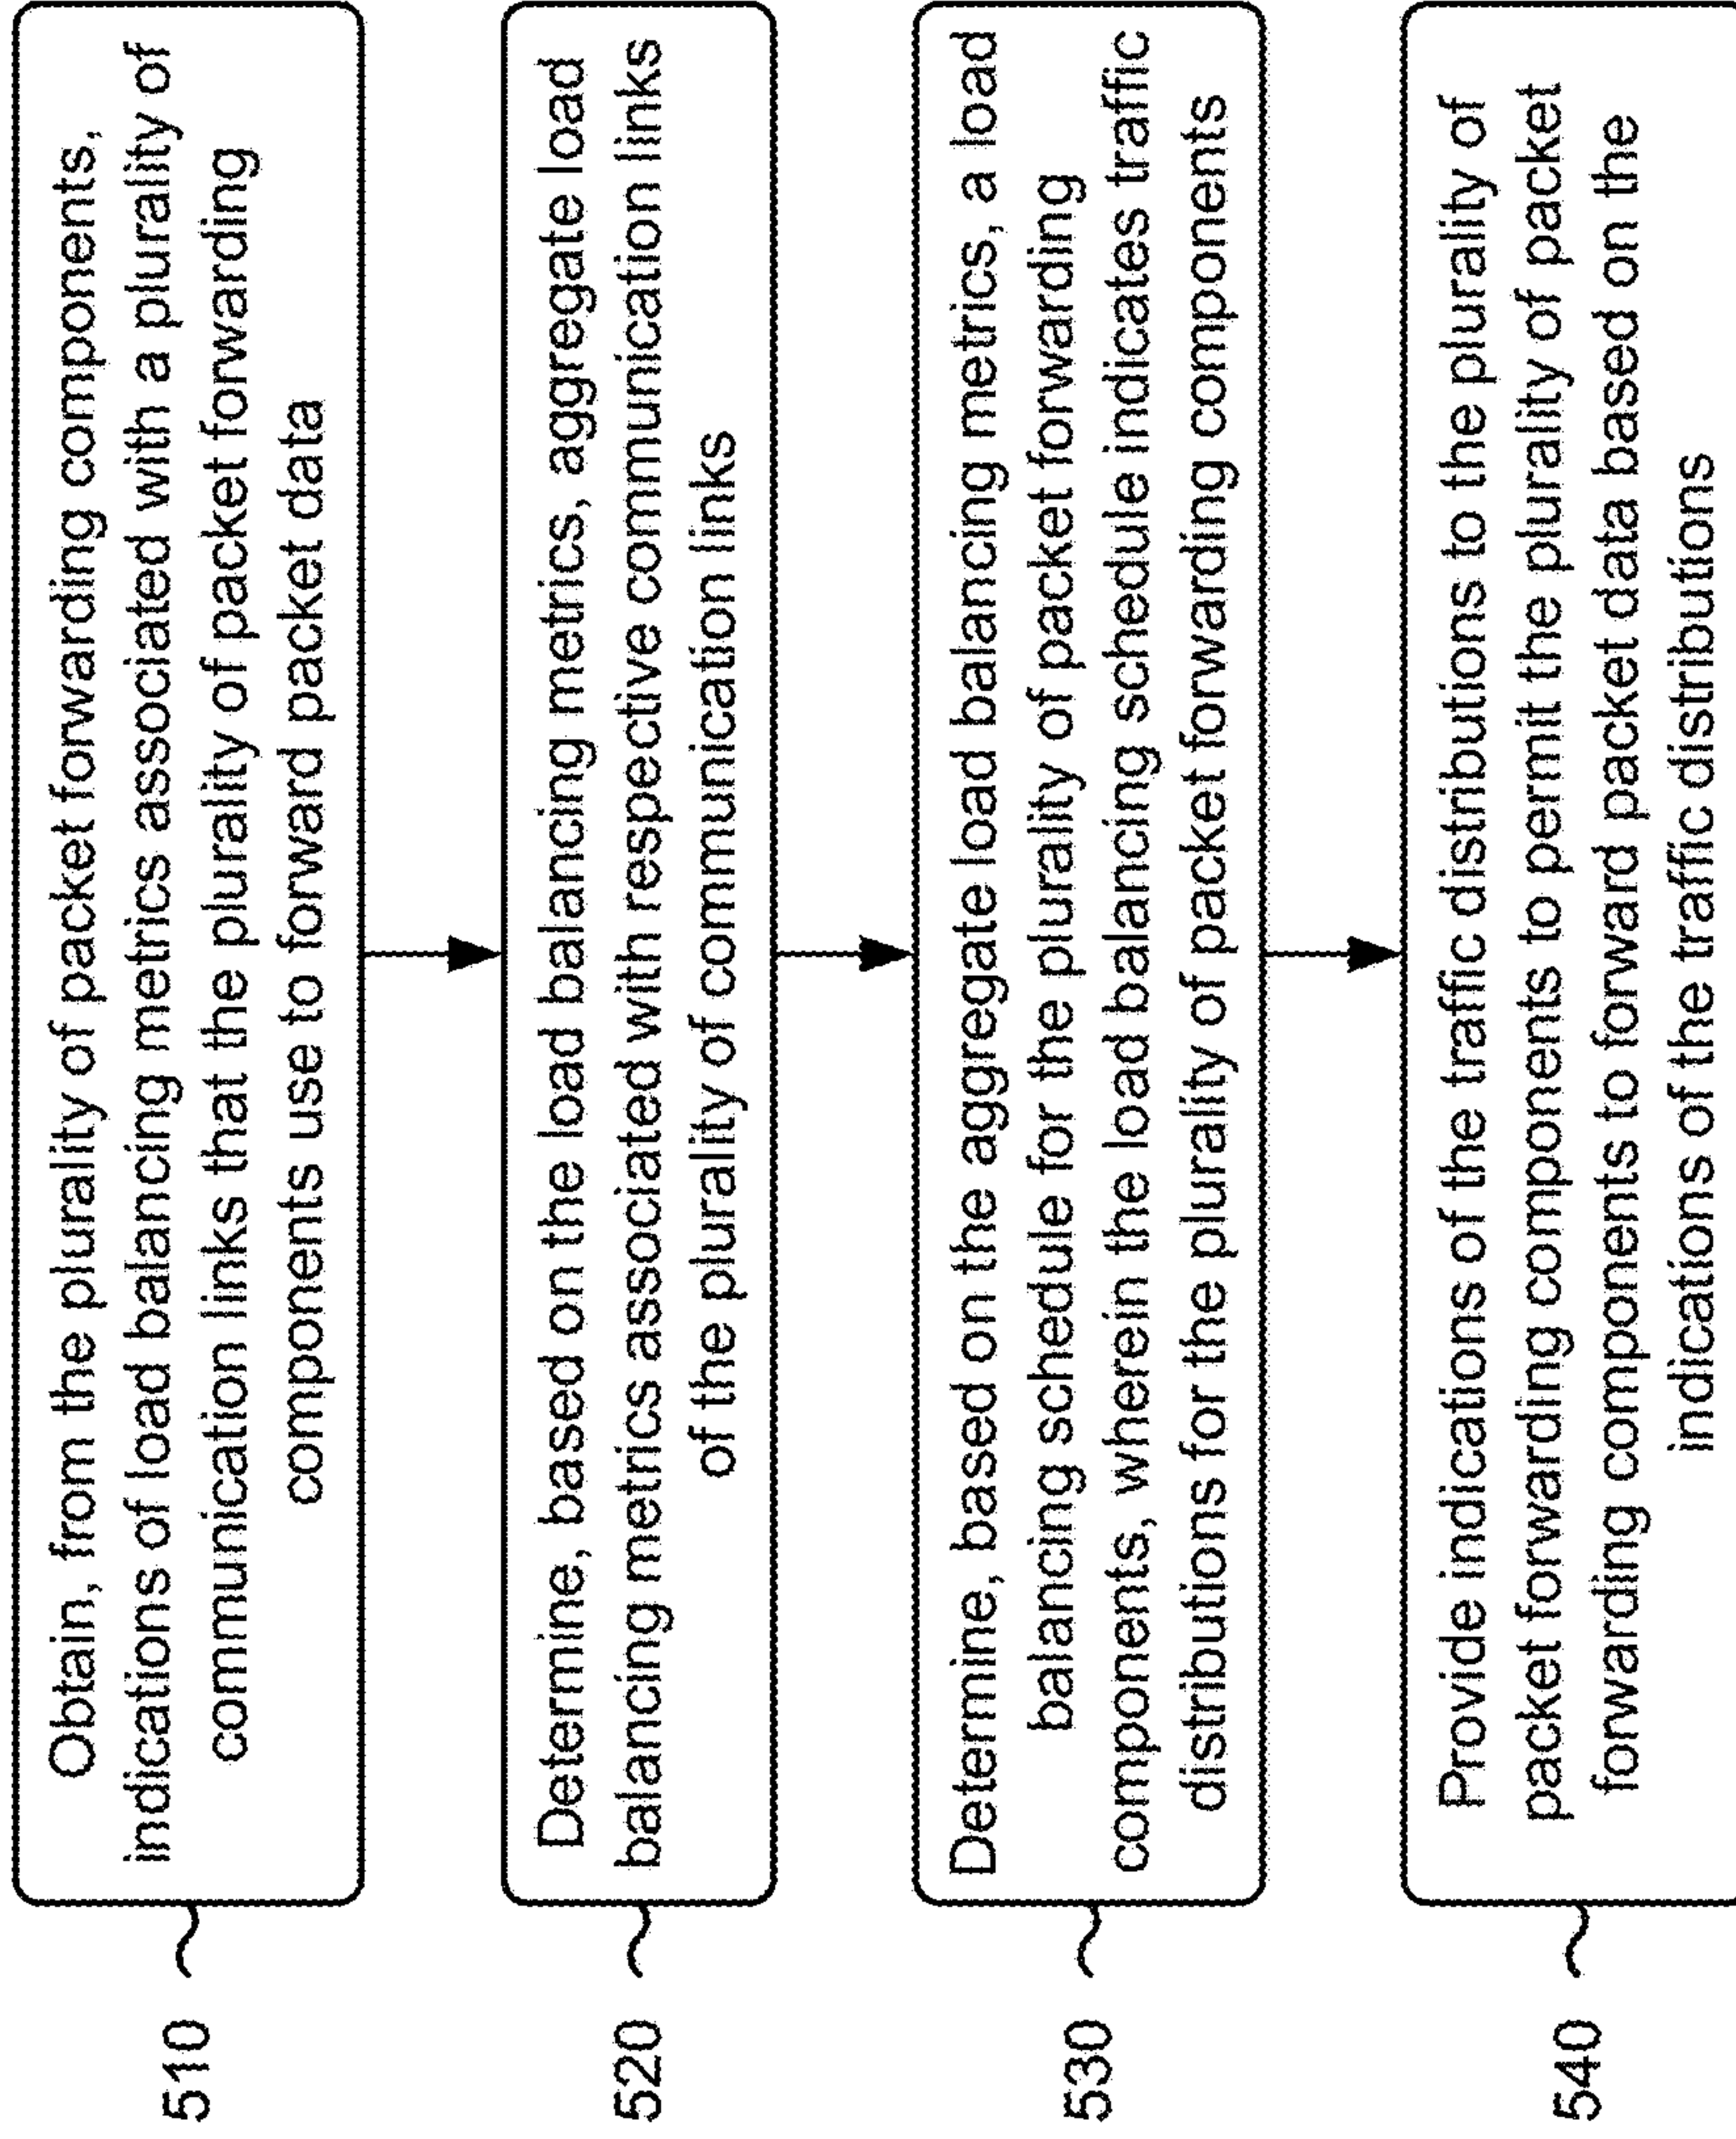 510
Obtain, from the plurality of packet forwarding components,
indications of load balancing metrics associated with a plurality of
communication links that the plurality of packet forwarding
components use to forward packet data
520
Determine, based on the load balancing metrics, aggregate load
balancing metrics associated with respective communication links
of the plurality of communication links
530
Determine, based on the aggregate load balancing metrics, a load
balancing schedule for the plurality of packet forwarding
components, wherein the load balancing schedule indicates traffic
distributions for the plurality of packet forwarding components
540
Provide indications of the traffic distributions to the plurality of
packet forwarding components to permit the plurality of packet
forwarding components to forward packet data based on the
indications of the traffic distributions